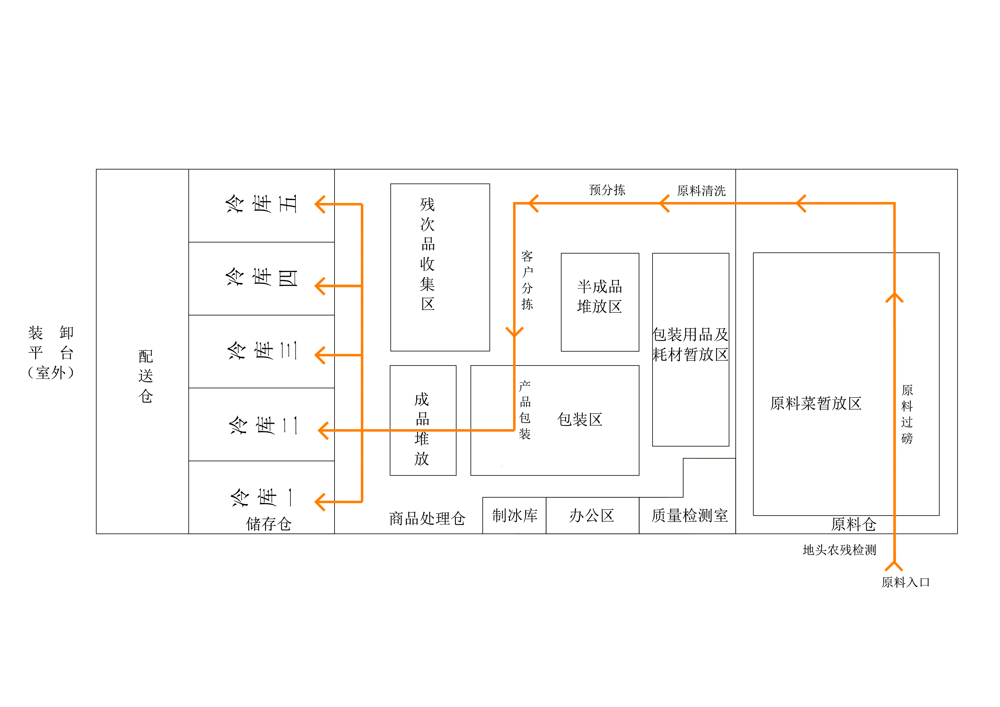 装 卸
平 台
（室外）
配送仓
冷库五
冷库四
冷库三
冷库二
冷库一
储存仓
残次品收集区
成品堆放
商品处理仓
预分拣
原料清洗
客户分拣
半成品
堆放区
包装用品及
耗材暂放区
产品包装
包装区
制冰库
办公区
质量检测室
原料菜暂放区
原料过磅
原料仓
地头农残检测
原料入口